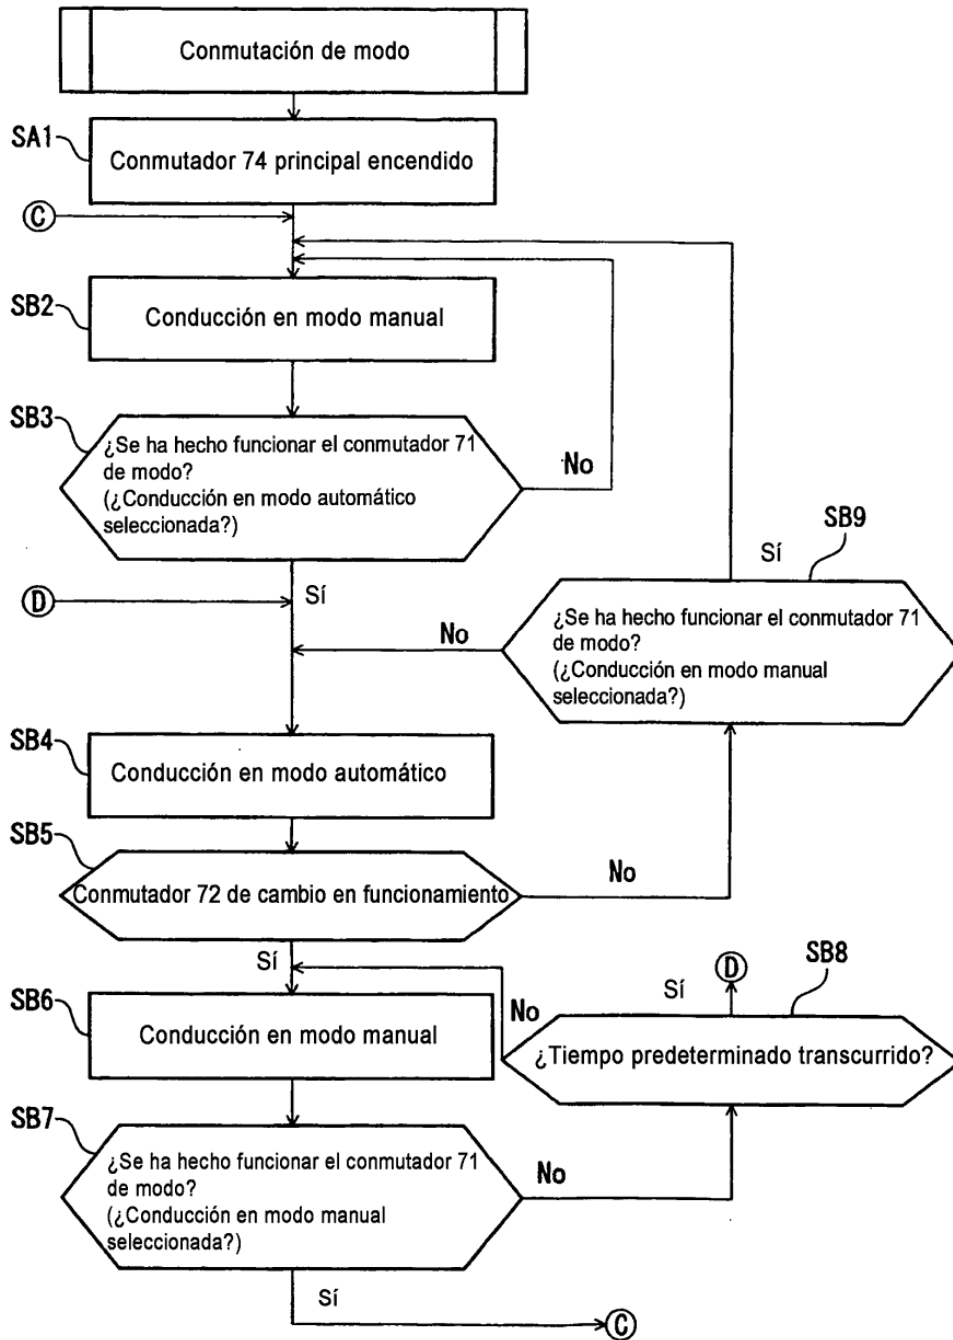 Conmutación de modo
SA1
Conmutador 74 principal encendido
C
SB2
Conducción en modo manual
SB3
¿Se ha hecho funcionar el conmutador 71
de modo?
(¿Conducción en modo automático
seleccionada?)
No
SB9
Sí
D
Sí
No
¿Se ha hecho funcionar el conmutador 71
de modo?
(¿Conducción en modo manual
seleccionada?)
SB4
Conducción en modo automático
SB5
Conmutador 72 de cambio en funcionamiento
No
Sí
SB8
D
Sí
No
SB6
Conducción en modo manual
¿Tiempo predeterminado transcurrido?
SB7
¿Se ha hecho funcionar el conmutador 71
de modo?
(¿Conducción en modo manual
seleccionada?)
No
Sí
C